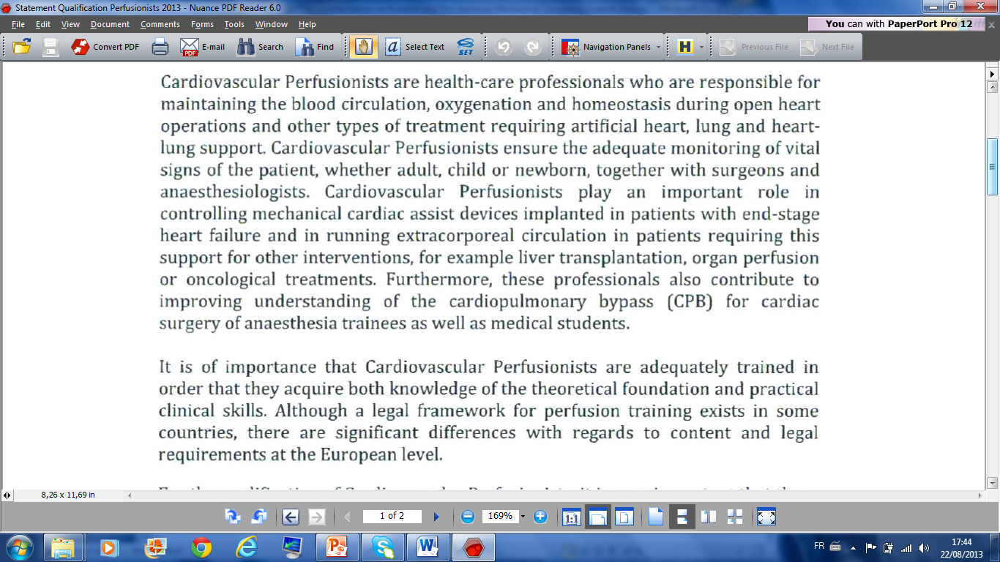 Statement Qualification Perfusionists 2013 - Nuance PDF Reader 6.0
File Edit View Document Comments Forms Tools Window Help
You can with PaperPort Pro 12 x
Convert PDF E-mail Search Find Select Text SET Navigation Panels H Previous File Next File
Cardiovascular Perfusionists are health-care professionals who are responsible for
maintaining the blood circulation, oxygenation and homeostasis during open heart
operations and other types of treatment requiring artificial heart, lung and heart-
lung support. Cardiovascular Perfusionists ensure the adequate monitoring of vital
signs of the patient, whether adult, child or newborn, together with surgeons and
anaesthesiologists. Cardiovascular Perfusionists play an important role in
controlling mechanical cardiac assist devices implanted in patients with end-stage
heart failure and in running extracorporeal circulation in patients requiring this
support for other interventions, for example liver transplantation, organ perfusion
or oncological treatments. Furthermore, these professionals also contribute to
improving understanding of the cardiopulmonary bypass (CPB) for cardiac
surgery of anaesthesia trainees as well as medical students.
It is of importance that Cardiovascular Perfusionists are adequately trained in
order that they acquire both knowledge of the theoretical foundation and practical
clinical skills. Although a legal framework for perfusion training exists in some
countries, there are significant differences with regards to content and legal
requirements at the European level.
8,26 x 11,69 in
1 of 2 169% 1:1
FR 17:44
22/08/2013